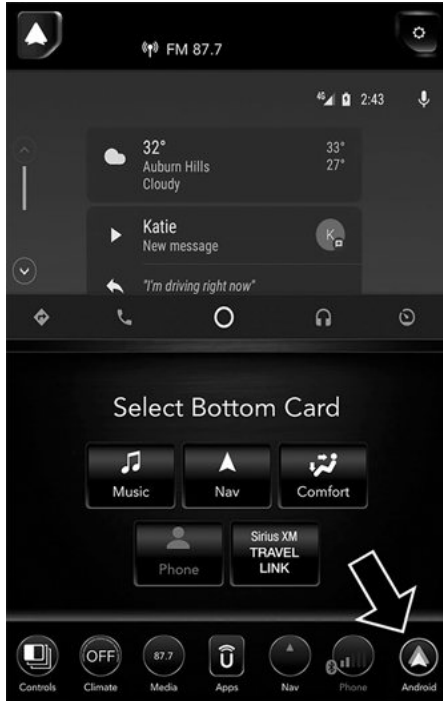 FM 87.7
4G 2:43
32° 33°
Auburn Hills 27°
Cloudy
Katie
New message
K
"I'm driving right now"
Select Bottom Card
Music Nav Comfort
Phone
Sirius XM
TRAVEL
LINK
OFF 87.7
Controls Climate Media Apps Nav Phone Android